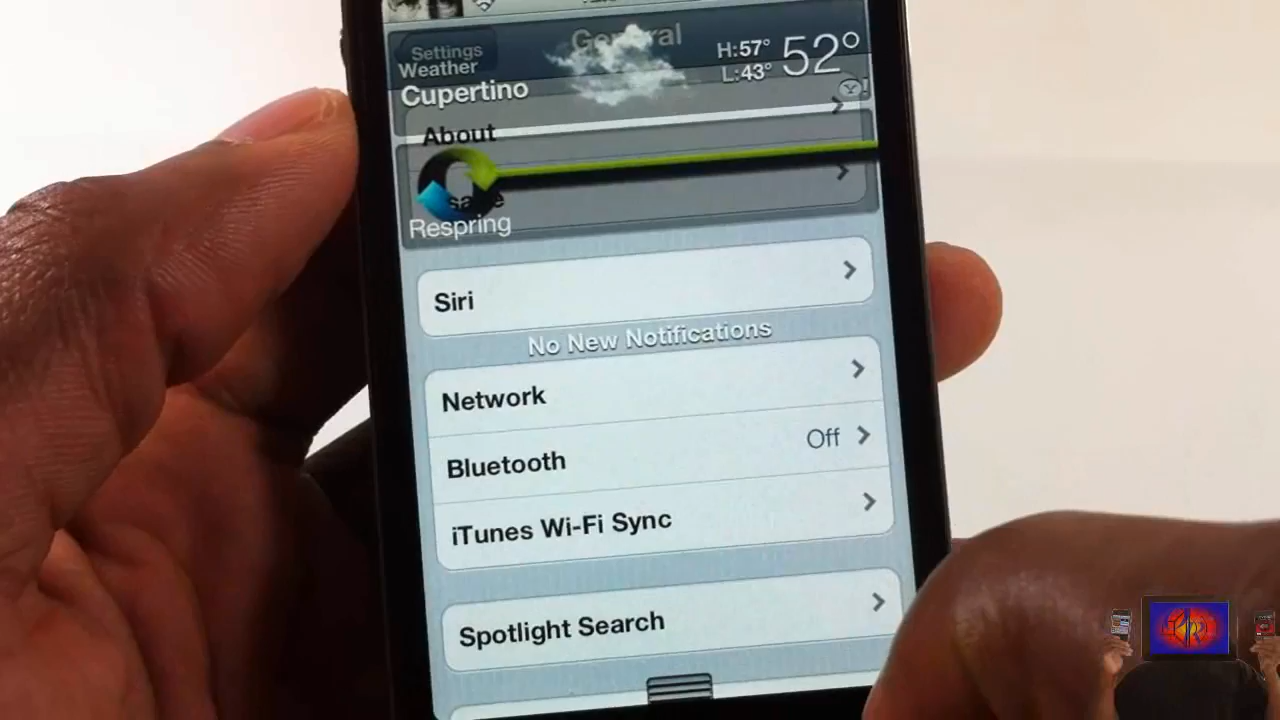 General
Settings
Weather
H:57° 52°
L:43°
Cupertino
About
Respring
Siri
No New Notifications
Network
Bluetooth Off
iTunes Wi-Fi Sync
Spotlight Search